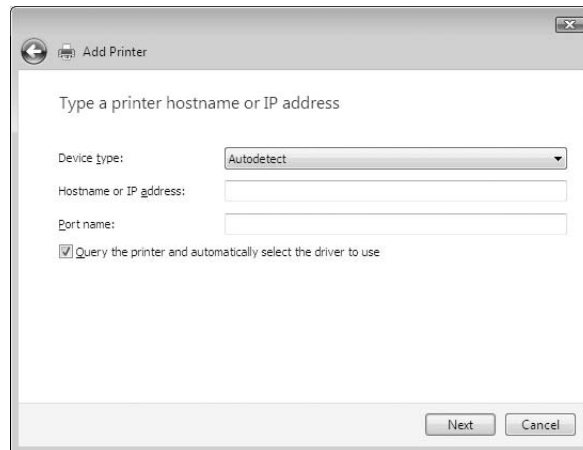 Add Printer
Type a printer hostname or IP address
Device type: Autodetect
Hostname or IP address:
Port name:
Query the printer and automatically select the driver to use
Next Cancel